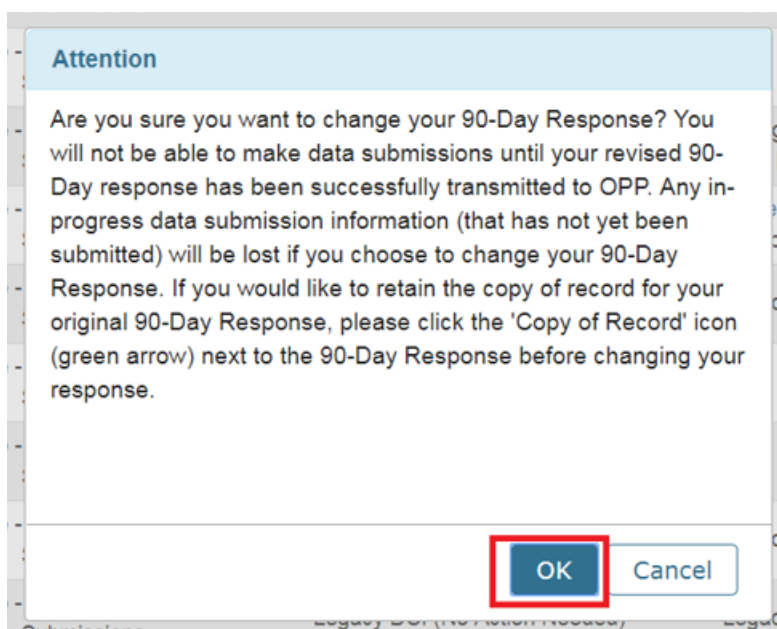 Attention
Are you sure you want to change your 90-Day Response? You
will not be able to make data submissions until your revised 90-
Day response has been successfully transmitted to OPP. Any in-
progress data submission information (that has not yet been
submitted) will be lost if you choose to change your 90-Day
Response. If you would like to retain the copy of record for your
original 90-Day Response, please click the 'Copy of Record' icon
(green arrow) next to the 90-Day Response before changing your
response.
OK Cancel